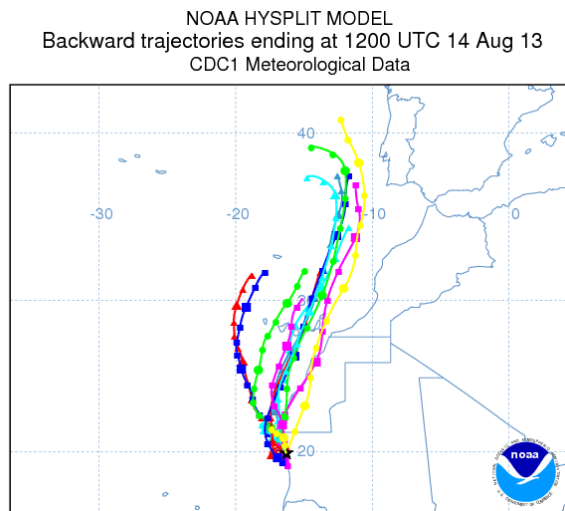 NOAA HYSPLIT MODEL
Backward trajectories ending at 1200 UTC 14 Aug 13
CDC1 Meteorological Data
40
-30
-20
-10
0
30
20
noaa